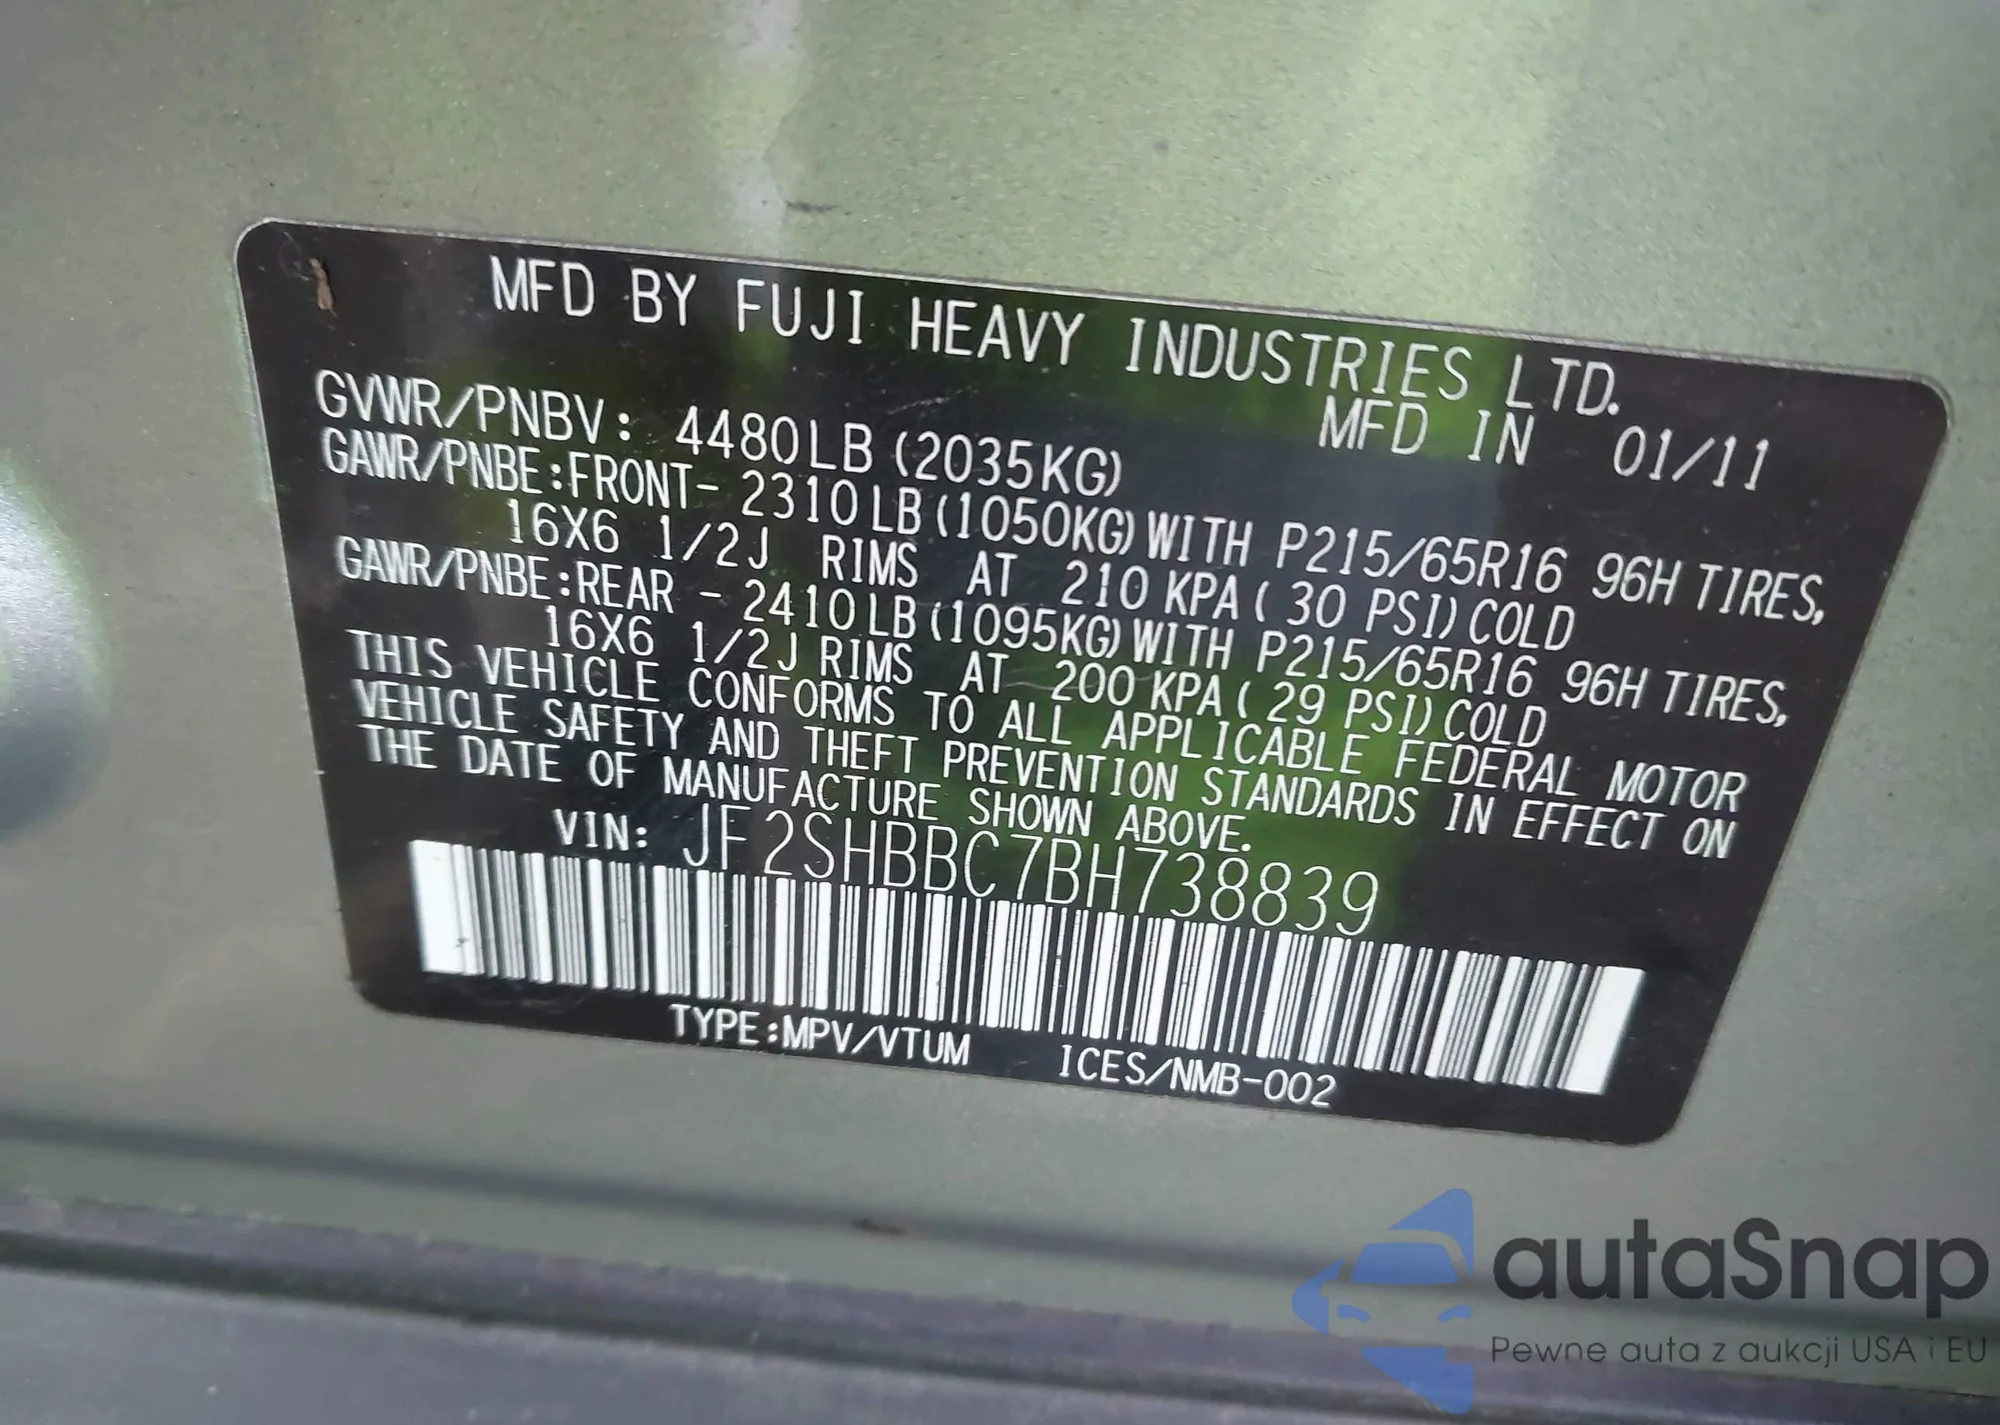 MFD BY FUJI HEAVY INDUSTRIES LTD.
MFD IN 01/11
GVWR/PNBV: 4480LB (2035KG)
GAWR/PNBE:FRONT- 2310LB (1050KG) WITH P215/65R16 96H TIRES,
16X6 1/2J RIMS AT 210 KPA ( 30 PSI) COLD
GAWR/PNBE:REAR - 2410LB (1095KG) WITH P215/65R16 96H TIRES,
16X6 1/2J RIMS AT 200 KPA ( 29 PSI) COLD
THIS VEHICLE CONFORMS TO ALL APPLICABLE FEDERAL MOTOR
VEHICLE SAFETY AND THEFT PREVENTION STANDARDS IN EFFECT ON
THE DATE OF MANUFACTURE SHOWN ABOVE.
VIN: JF2SHBBC7BH738839
TYPE:MPV/VTUM ICES/NMB-002
autaSnap
Pewne auta z aukcji USA i EU